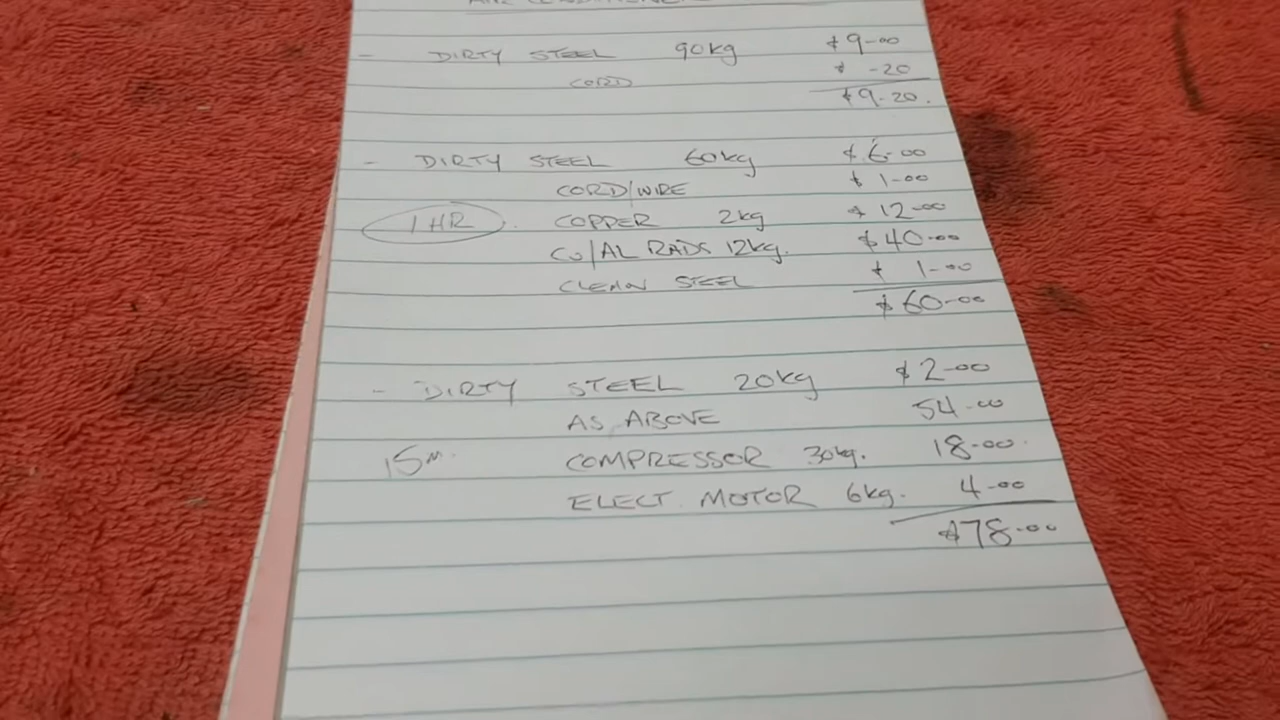 - DIRTY STEEL 90kg $9-00
CORD $ -20
$9-20.
- DIRTY STEEL 60kg $6-00
CORD/WIRE $1-00
1 HR. COPPER 2kg $12-00
CU/AL RADS 12kg. $40-00
CLEAN STEEL $1-00
$60-00
- DIRTY STEEL 20kg $2-00
AS ABOVE 54-00
15m. COMPRESSOR 30kg. 18-00
ELECT. MOTOR 6kg. 4-00
$78-00